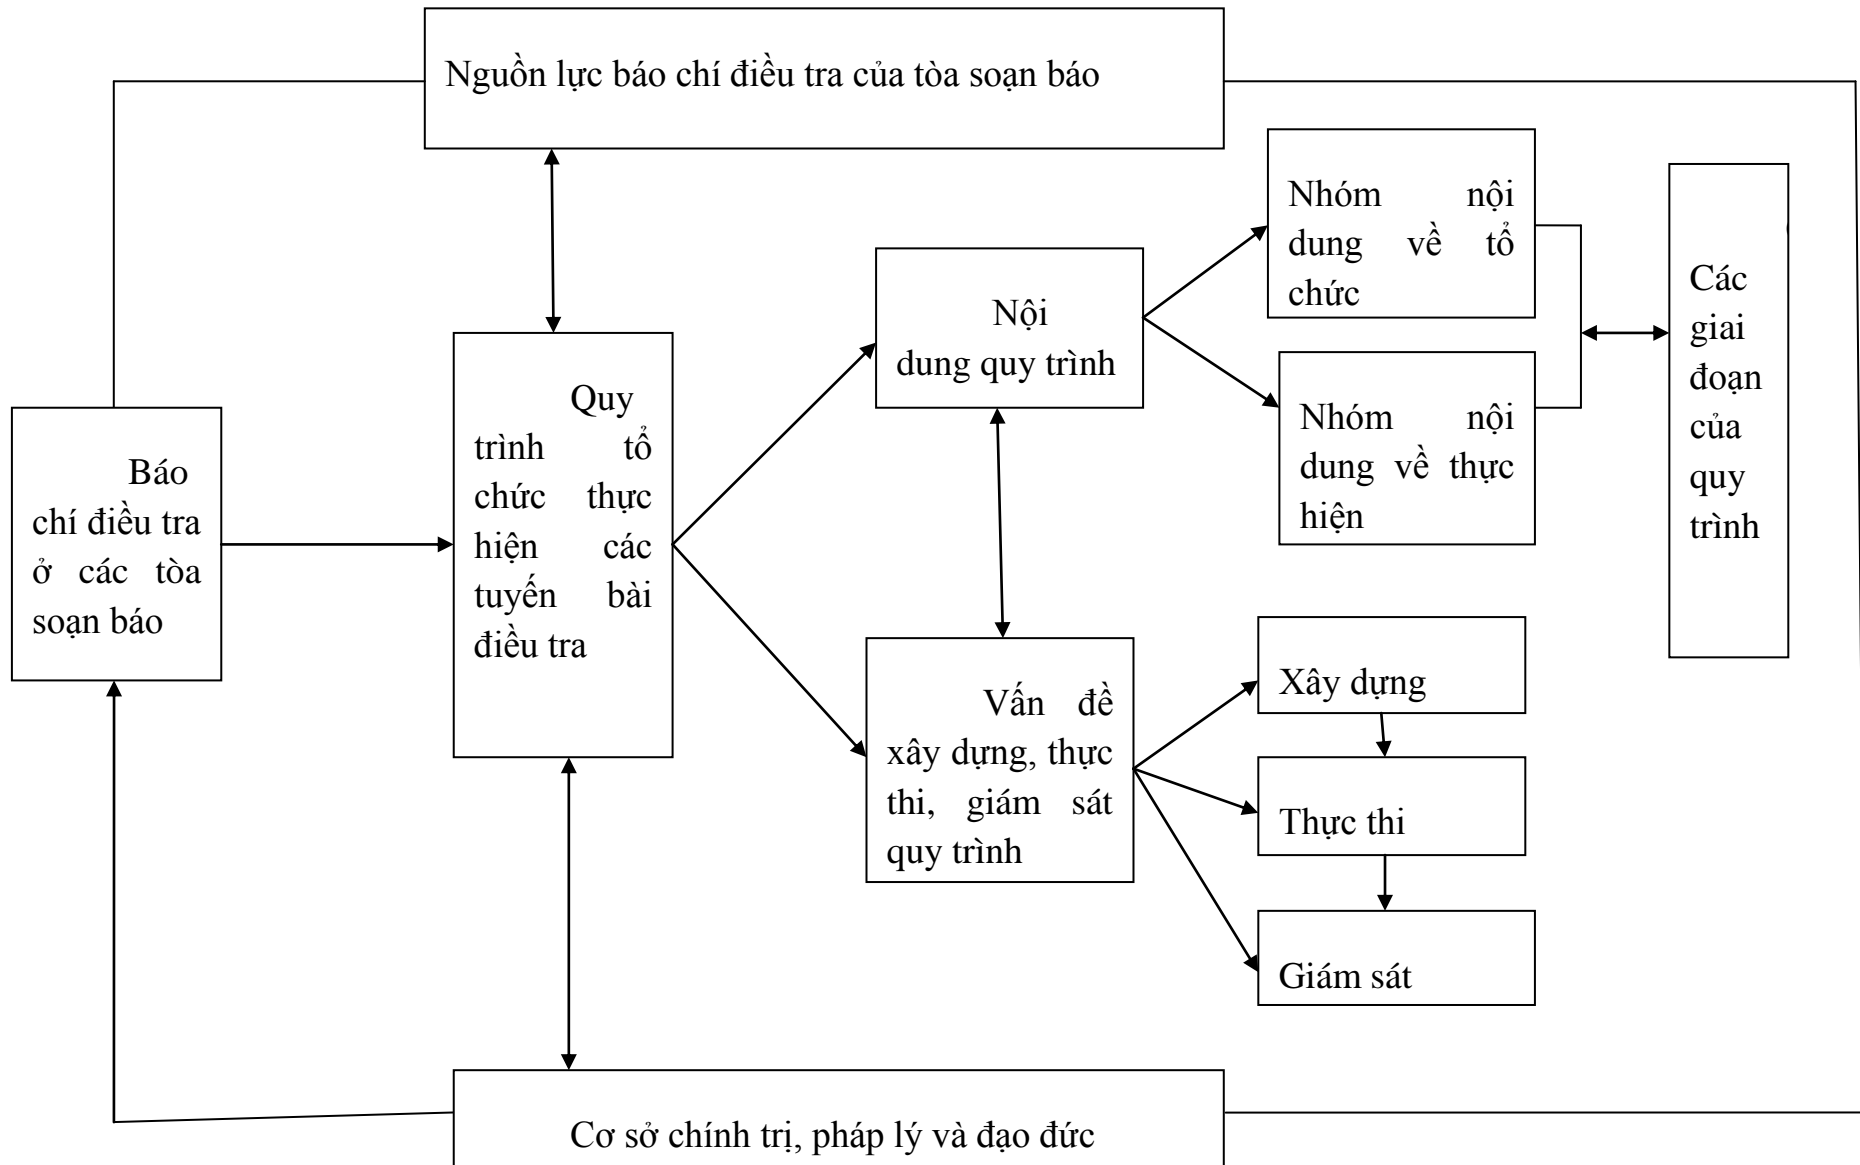 Nguồn lực báo chí điều tra của tòa soạn báo
Báo
chí điều tra
ở các tòa
soạn báo
Quy
trình tổ
chức thực
hiện các
tuyến bài
điều tra
Nội
dung quy trình
Nhóm nội
dung về tổ
chức
Nhóm nội
dung về thực
hiện
Các
giai
đoạn
của
quy
trình
Vấn đề
xây dựng, thực
thi, giám sát
quy trình
Xây dựng
Thực thi
Giám sát
Cơ sở chính trị, pháp lý và đạo đức